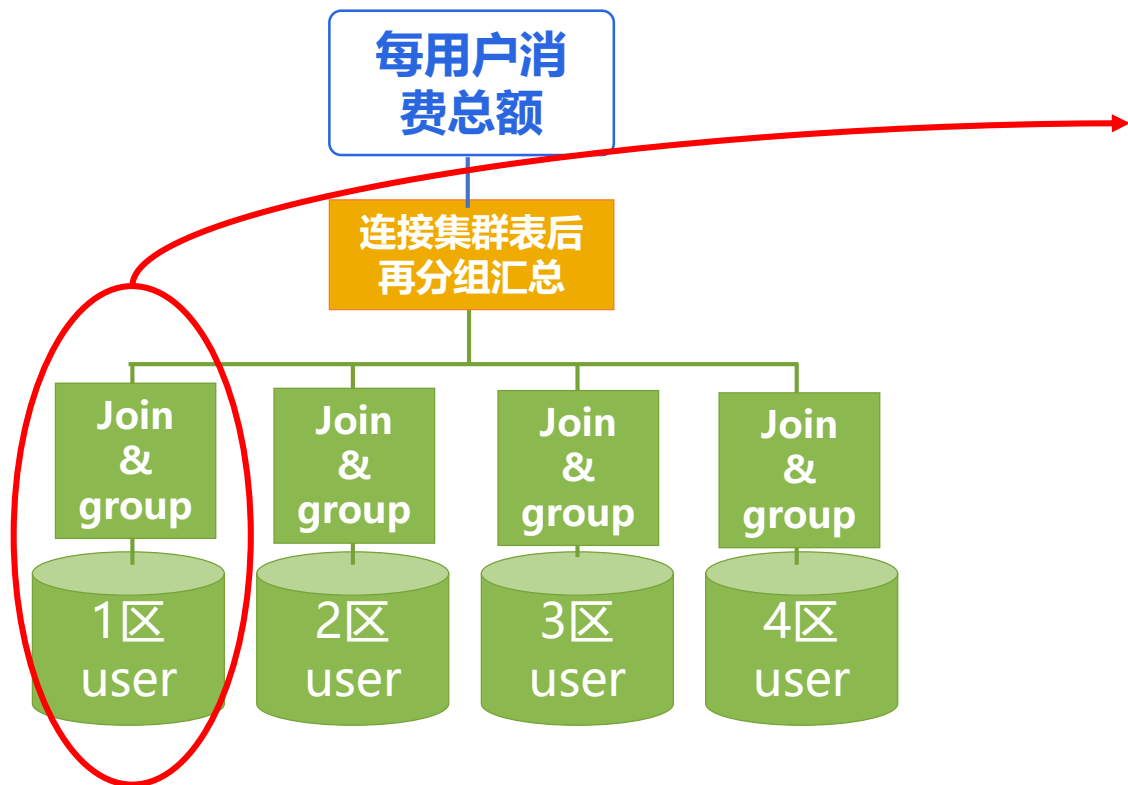 每用户消
费总额
连接集群表后
再分组汇总
Join
&
group
Join
&
group
Join
&
group
Join
&
group
1区
user
2区
user
3区
user
4区
user